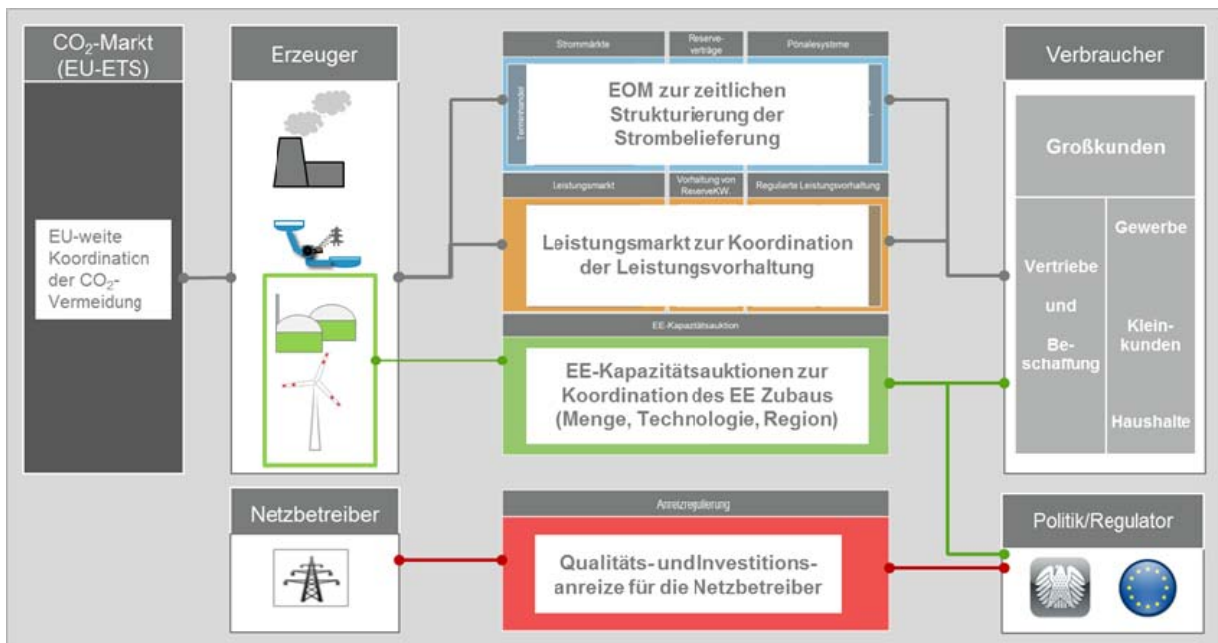 CO₂-Markt
(EU-ETS)
EU-weite
Koordination
der CO₂-
Vermeidung
Erzeuger
Netzbetreiber
Strommärkte
Reserve-
verträge
Pönalesysteme
Terminhandel
EOM zur zeitlichen
Strukturierung der
Strombelieferung
Leistungsmarkt
Vorhaltung von
ReserveKW.
Regulierte Leistungsvorhaltung
Leistungsmarkt zur Koordination
der Leistungsvorhaltung
EE-Kapazitätsauktion
EE-Kapazitätsauktionen zur
Koordination des EE Zubaus
(Menge, Technologie, Region)
Anreizregulierung
Qualitäts- und Investitions-
anreize für die Netzbetreiber
Verbraucher
Großkunden
Vertriebe
und
Be-
schaffung
Gewerbe
Klein-
kunden
Haushalte
Politik/Regulator